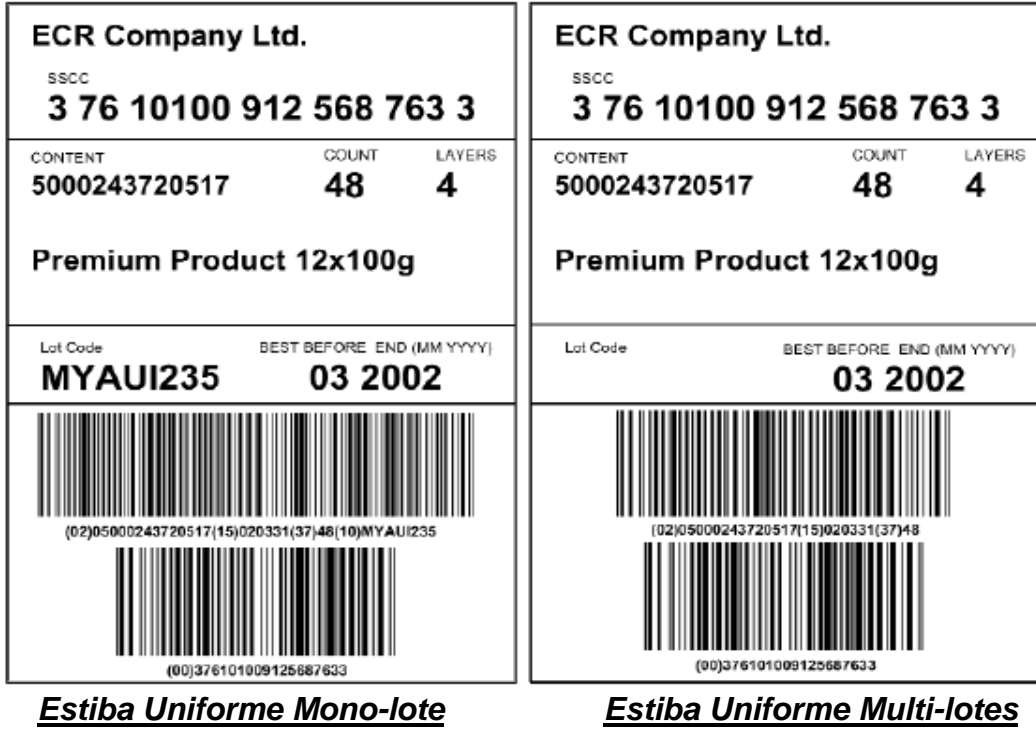 ECR Company Ltd.
SSCC
3 76 10100 912 568 763 3
CONTENT COUNT LAYERS
5000243720517 48 4
Premium Product 12x100g
Lot Code BEST BEFORE END (MM YYYY)
MYAUI235 03 2002
(02)05000243720517(15)020331(37)48(10)MYAUI235
(00)376101009125687633
Estiba Uniforme Mono-lote
ECR Company Ltd.
SSCC
3 76 10100 912 568 763 3
CONTENT COUNT LAYERS
5000243720517 48 4
Premium Product 12x100g
Lot Code BEST BEFORE END (MM YYYY)
03 2002
(02)05000243720517(15)020331(37)48
(00)376101009125687633
Estiba Uniforme Multi-lotes